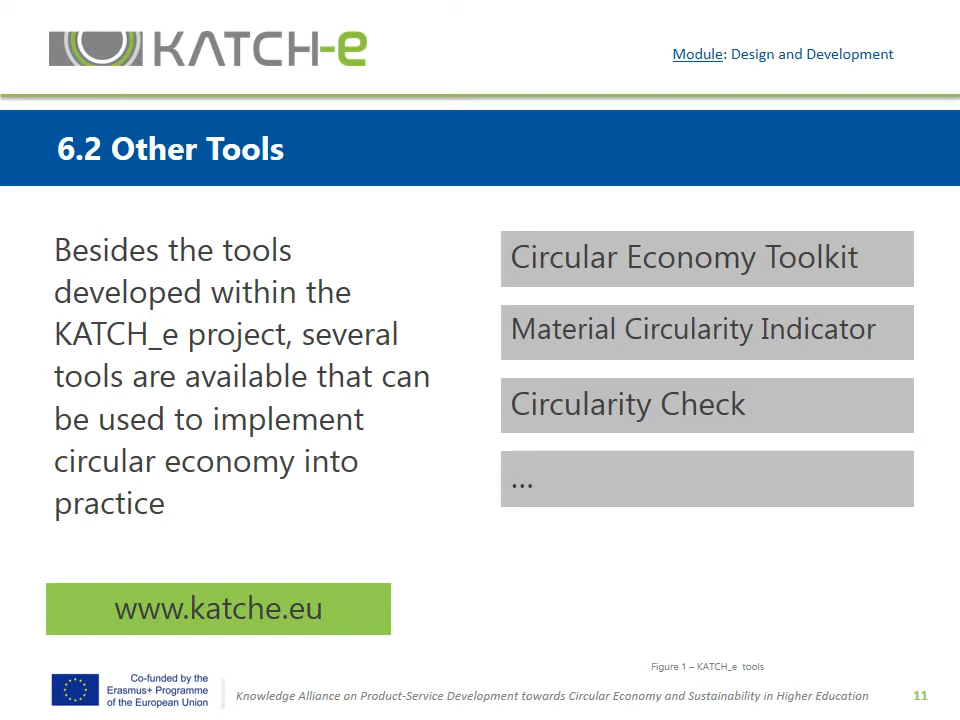 KATCH-e
Module: Design and Development
6.2 Other Tools
Besides the tools
developed within the
KATCH_e project, several
tools are available that can
be used to implement
circular economy into
practice
Circular Economy Toolkit
Material Circularity Indicator
Circularity Check
...
www.katche.eu
Figure 1 – KATCH_e tools
Co-funded by the
Erasmus+ Programme
of the European Union
Knowledge Alliance on Product-Service Development towards Circular Economy and Sustainability in Higher Education
11